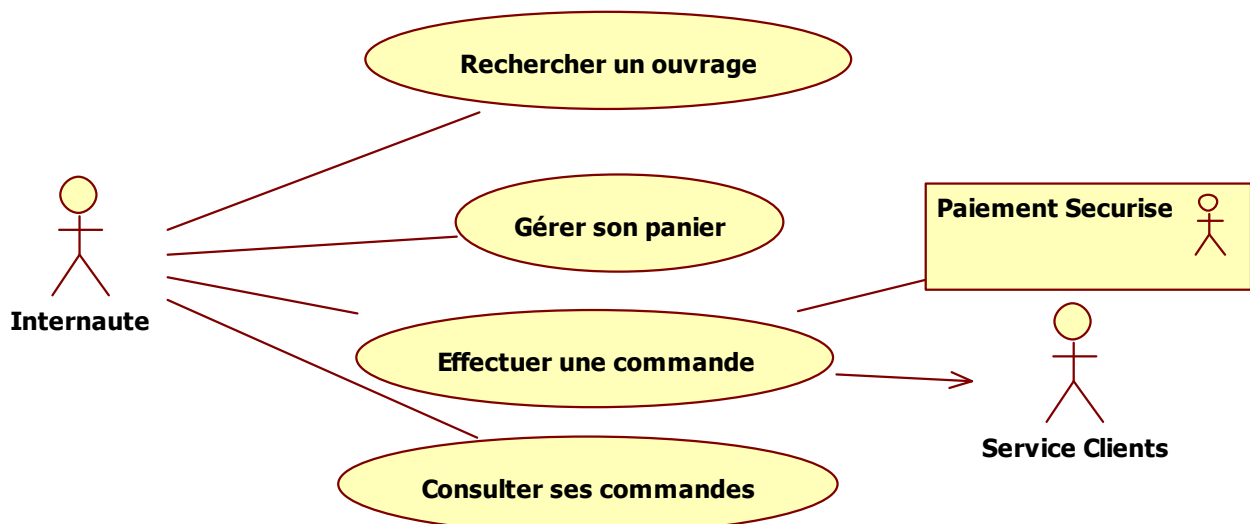 Rechercher un ouvrage
Gérer son panier
Paiement Securise
Internaute
Effectuer une commande
Service Clients
Consulter ses commandes